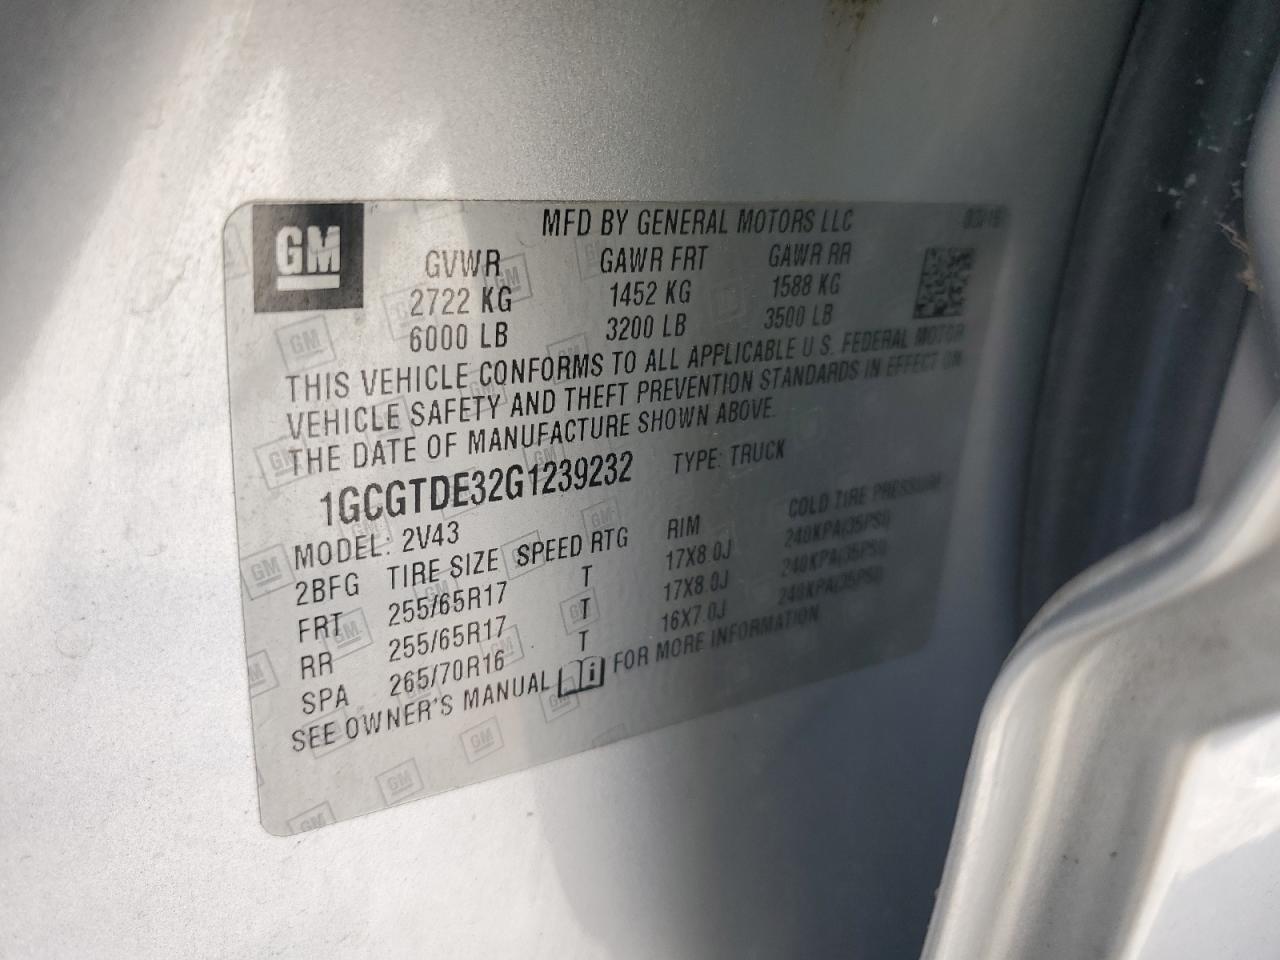 GM
MFD BY GENERAL MOTORS LLC
GVWR GAWR FRT GAWR RR
2722 KG 1452 KG 1588 KG
6000 LB 3200 LB 3500 LB
THIS VEHICLE CONFORMS TO ALL APPLICABLE U.S. FEDERAL MOTOR
VEHICLE SAFETY AND THEFT PREVENTION STANDARDS IN EFFECT ON
THE DATE OF MANUFACTURE SHOWN ABOVE.
1GCGTDE32G1239232 TYPE: TRUCK
MODEL: 2V43
2BFG TIRE SIZE SPEED RTG RIM COLD TIRE PRESSURE
FRT 255/65R17 T 17X8.0J 240KPA(35PSI)
RR 255/65R17 T 17X8.0J 240KPA(35PSI)
SPA 265/70R16 T 16X7.0J 240KPA(35PSI)
SEE OWNER'S MANUAL FOR MORE INFORMATION